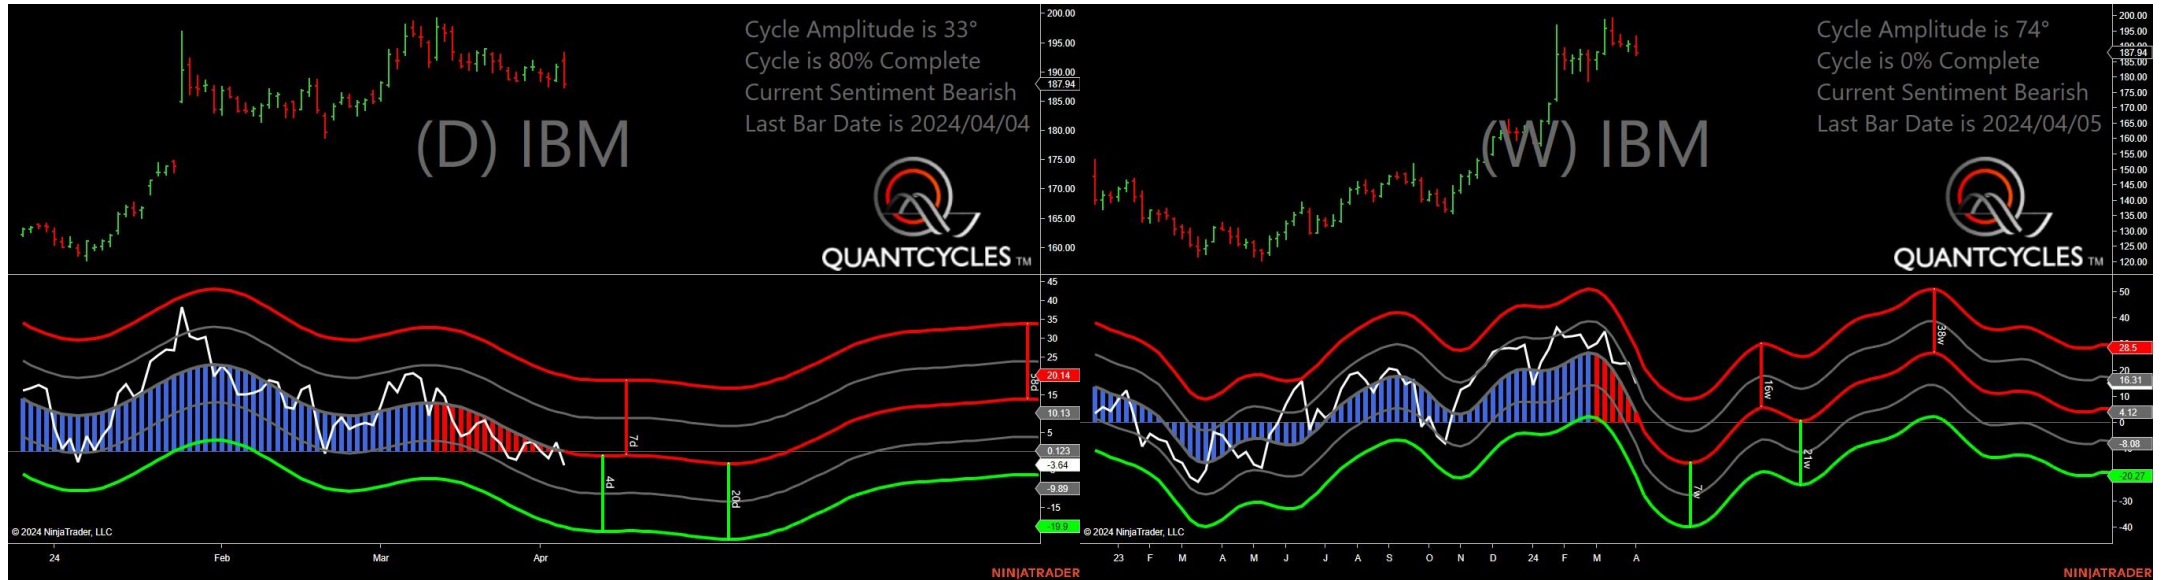 Cycle Amplitude is 33°
Cycle is 80% Complete
Current Sentiment Bearish
Last Bar Date is 2024/04/04
(D) IBM
QUANTCYCLES TM
200.00
195.00
190.00
187.94
185.00
180.00
175.00
170.00
165.00
160.00
45
40
35
30
25
20.14
15
10.13
5
0.123
-3.64
-9.89
-15
-19.9
7d
4d
20d
© 2024 NinjaTrader, LLC
24
Feb
Mar
Apr
NINJATRADER
Cycle Amplitude is 74°
Cycle is 0% Complete
Current Sentiment Bearish
Last Bar Date is 2024/04/05
(W) IBM
QUANTCYCLES TM
200.00
195.00
187.94
185.00
180.00
175.00
170.00
165.00
160.00
155.00
150.00
145.00
140.00
135.00
130.00
125.00
120.00
50
40
28.5
20
16.31
10
4.12
0
-8.08
-20.27
-30
-40
16w
38w
7w
21w
© 2024 NinjaTrader, LLC
23
F
M
A
M
J
J
A
S
O
N
D
24
F
M
A
NINJATRADER